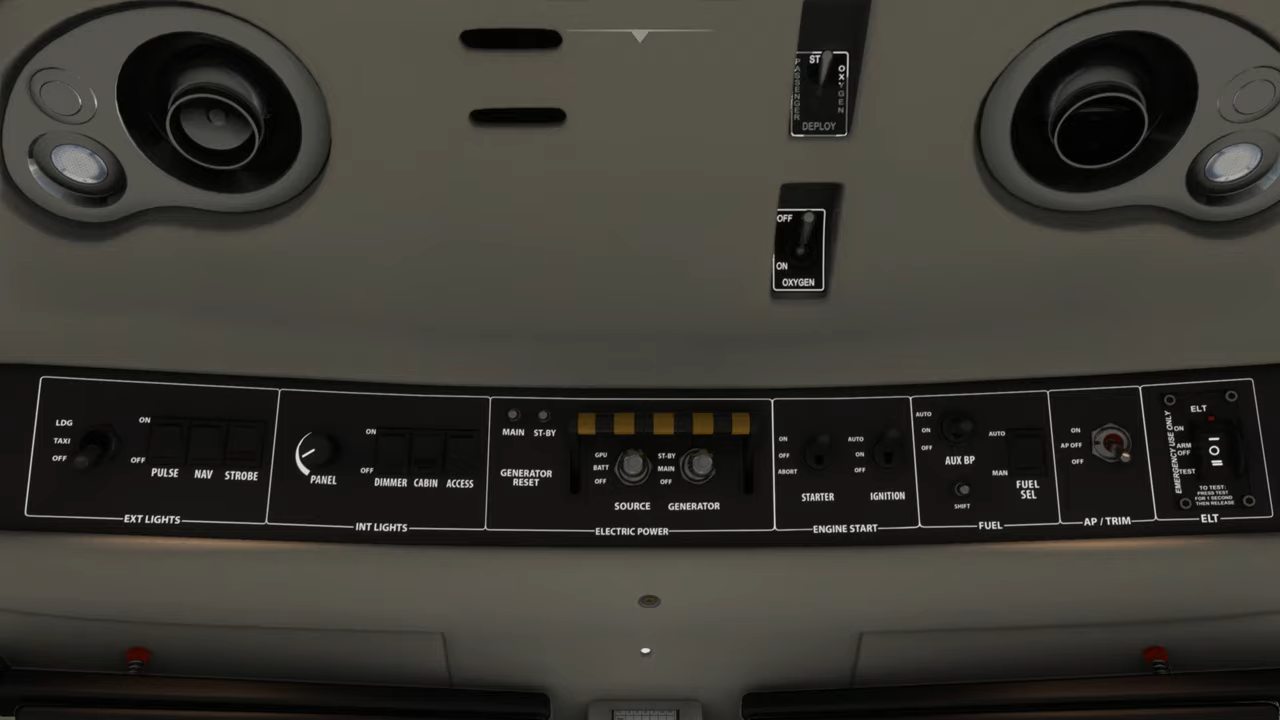 ST
PASSENGER
OXYGEN
DEPLOY
OFF
ON
OXYGEN
LDG
TAXI
OFF
ON
OFF
PULSE NAV STROBE
EXT LIGHTS
PANEL
ON
OFF
DIMMER CABIN ACCESS
INT LIGHTS
MAIN ST-BY
GENERATOR
RESET
GPU
BATT
OFF
SOURCE
ST-BY
MAIN
OFF
GENERATOR
ELECTRIC POWER
ON
OFF
ABORT
STARTER
AUTO
ON
OFF
IGNITION
ENGINE START
AUTO
ON
OFF
AUX BP
SHIFT
AUTO
MAN
FUEL
SEL
FUEL
ON
AP OFF
OFF
AP / TRIM
EMERGENCY USE ONLY
ELT
ON
ARM
OFF
TEST
TO TEST:
PRESS TEST
FOR 1 SECOND
THEN RELEASE
ELT